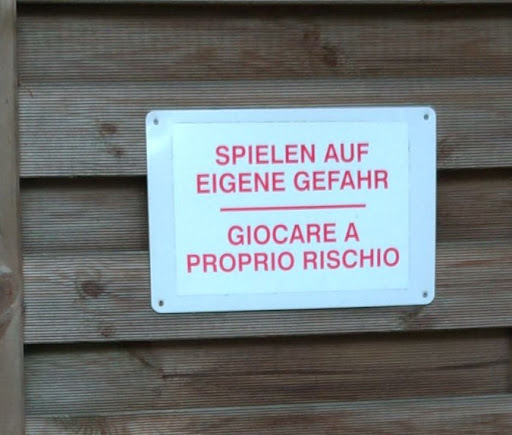 SPIELEN AUF
EIGENE GEFAHR
GIOCARE A
PROPRIO RISCHIO